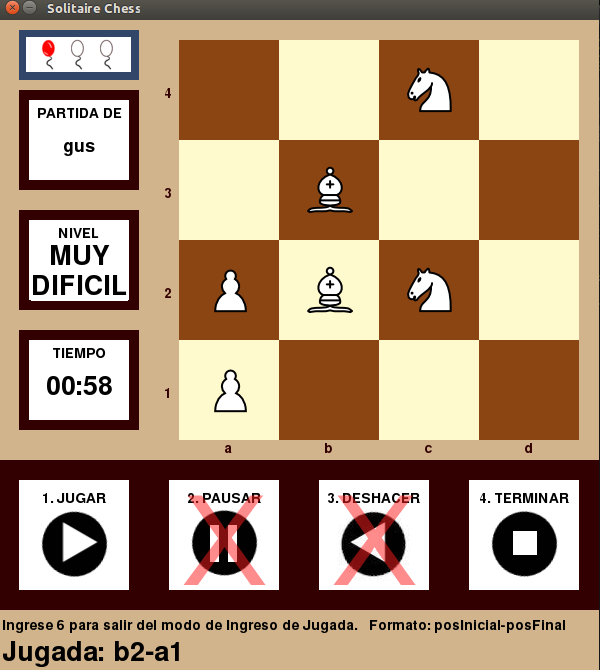 Solitaire Chess
PARTIDA DE
gus
NIVEL
MUY
DIFICIL
TIEMPO
00:58
4
3
2
1
a b c d
1. JUGAR
2. PAUSAR
3. DESHACER
4. TERMINAR
Ingrese 6 para salir del modo de Ingreso de Jugada. Formato: posInicial-posFinal
Jugada: b2-a1